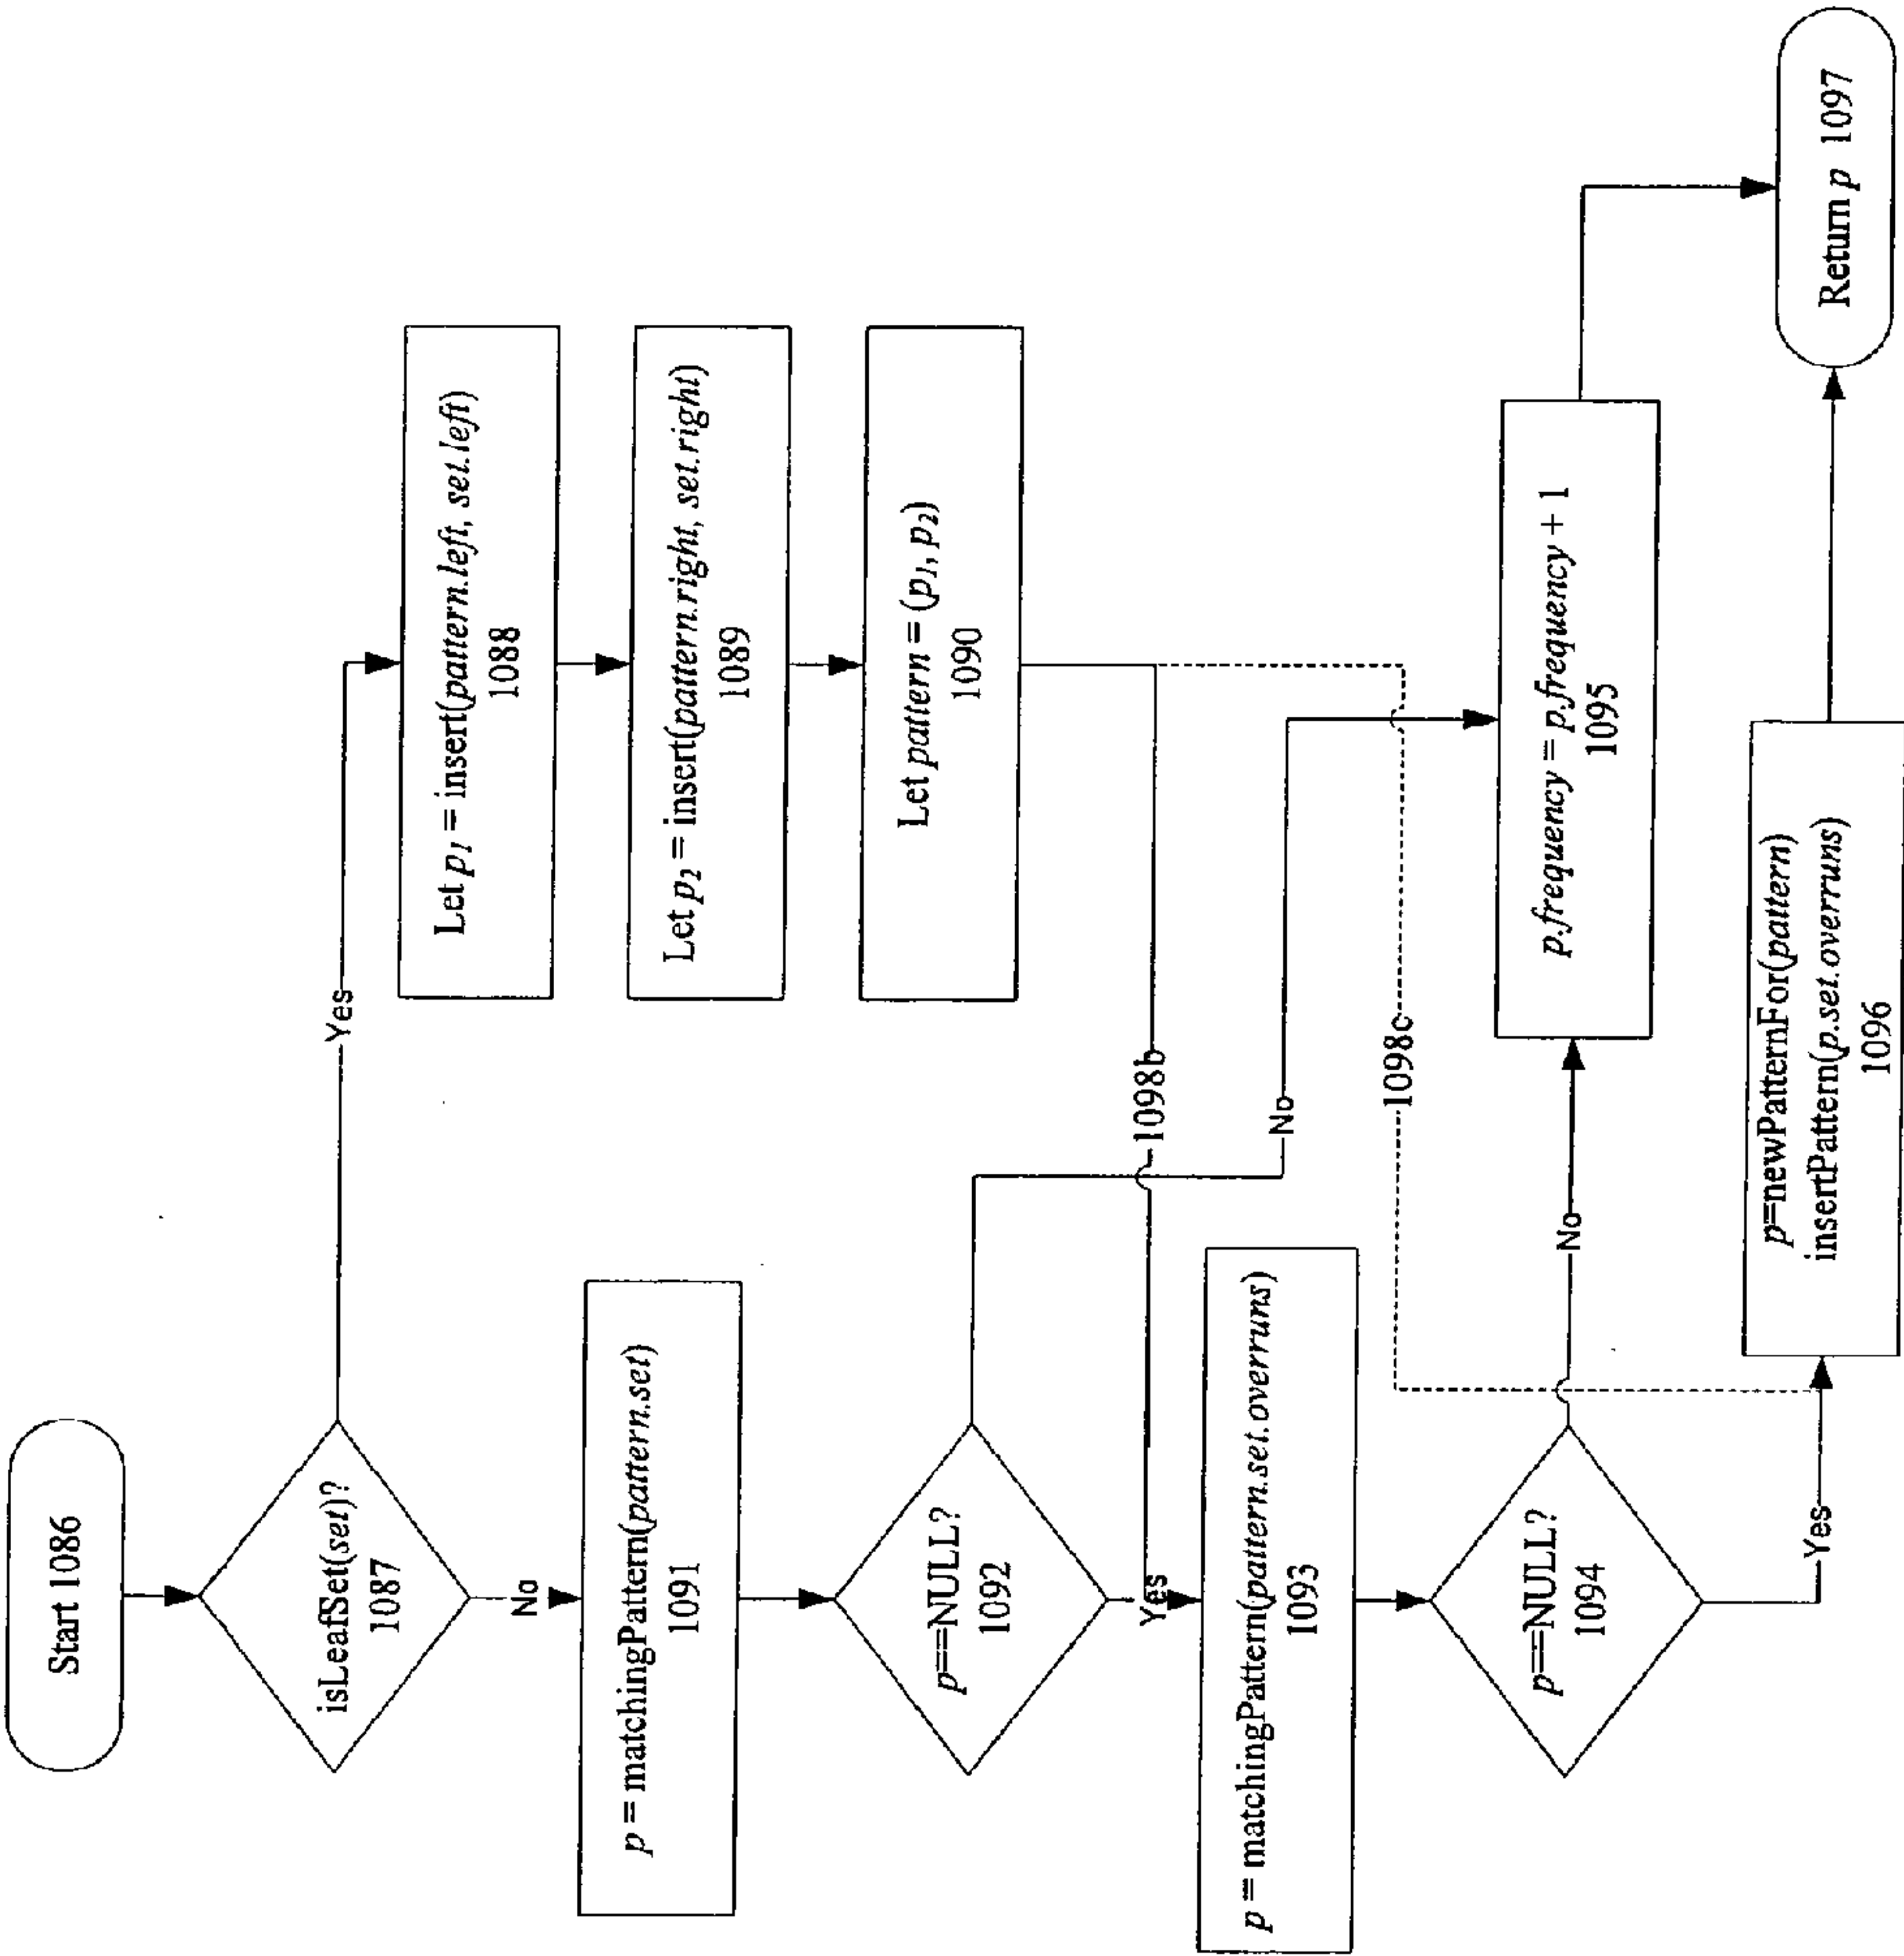 Start 1086
isLeafSet(set)?
1087
Yes
No
Let p1 = insert(pattern.left, set.left)
1088
Let p2 = insert(pattern.right, set.right)
1089
Let pattern = (p1, p2)
1090
p = matchingPattern(pattern.set)
1091
p==NULL?
1092
No
Yes
1098b
1098c
p = matchingPattern(pattern.set.overruns)
1093
p==NULL?
1094
No
Yes
p.frequency = p.frequency + 1
1095
p=newPatternFor(pattern)
insertPattern(p.set.overruns)
1096
Return p 1097